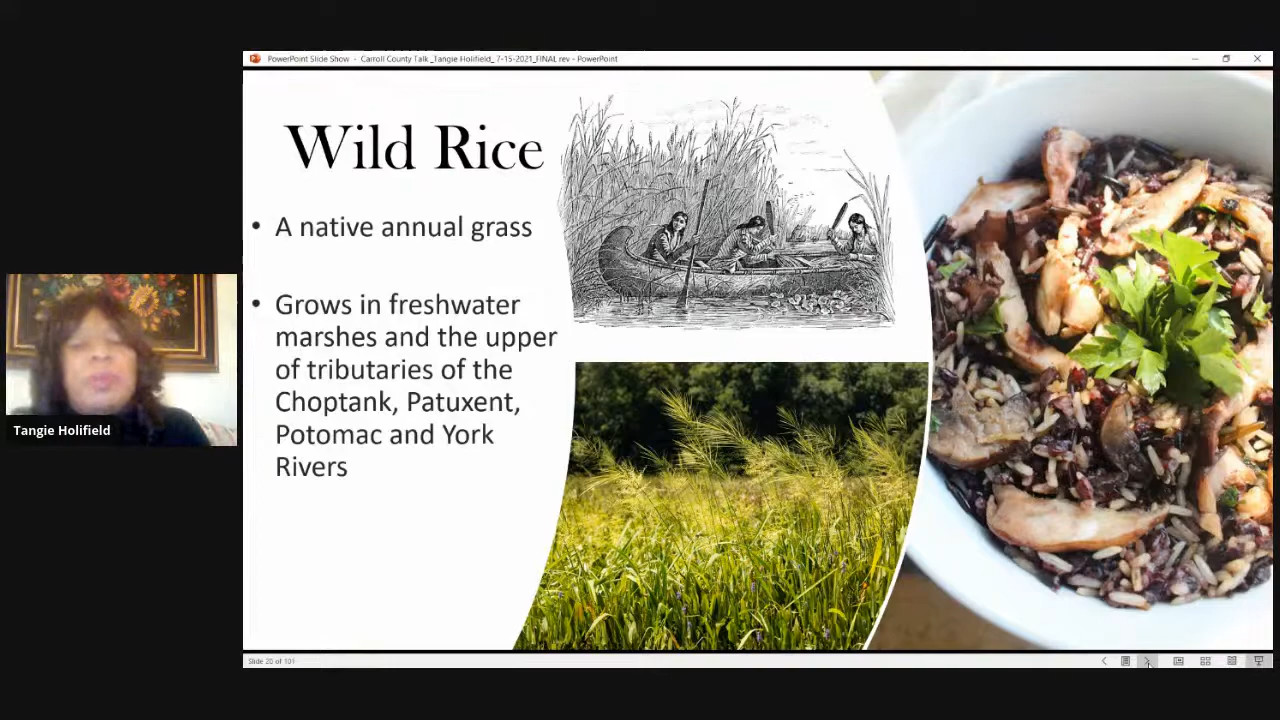 PowerPoint Slide Show - Carroll County Talk _Tangie Holifield_ 7-15-2021_FINAL rev - PowerPoint
Wild Rice
• A native annual grass
• Grows in freshwater
marshes and the upper
of tributaries of the
Choptank, Patuxent,
Potomac and York
Rivers
Tangie Holifield
Slide 20 of 101